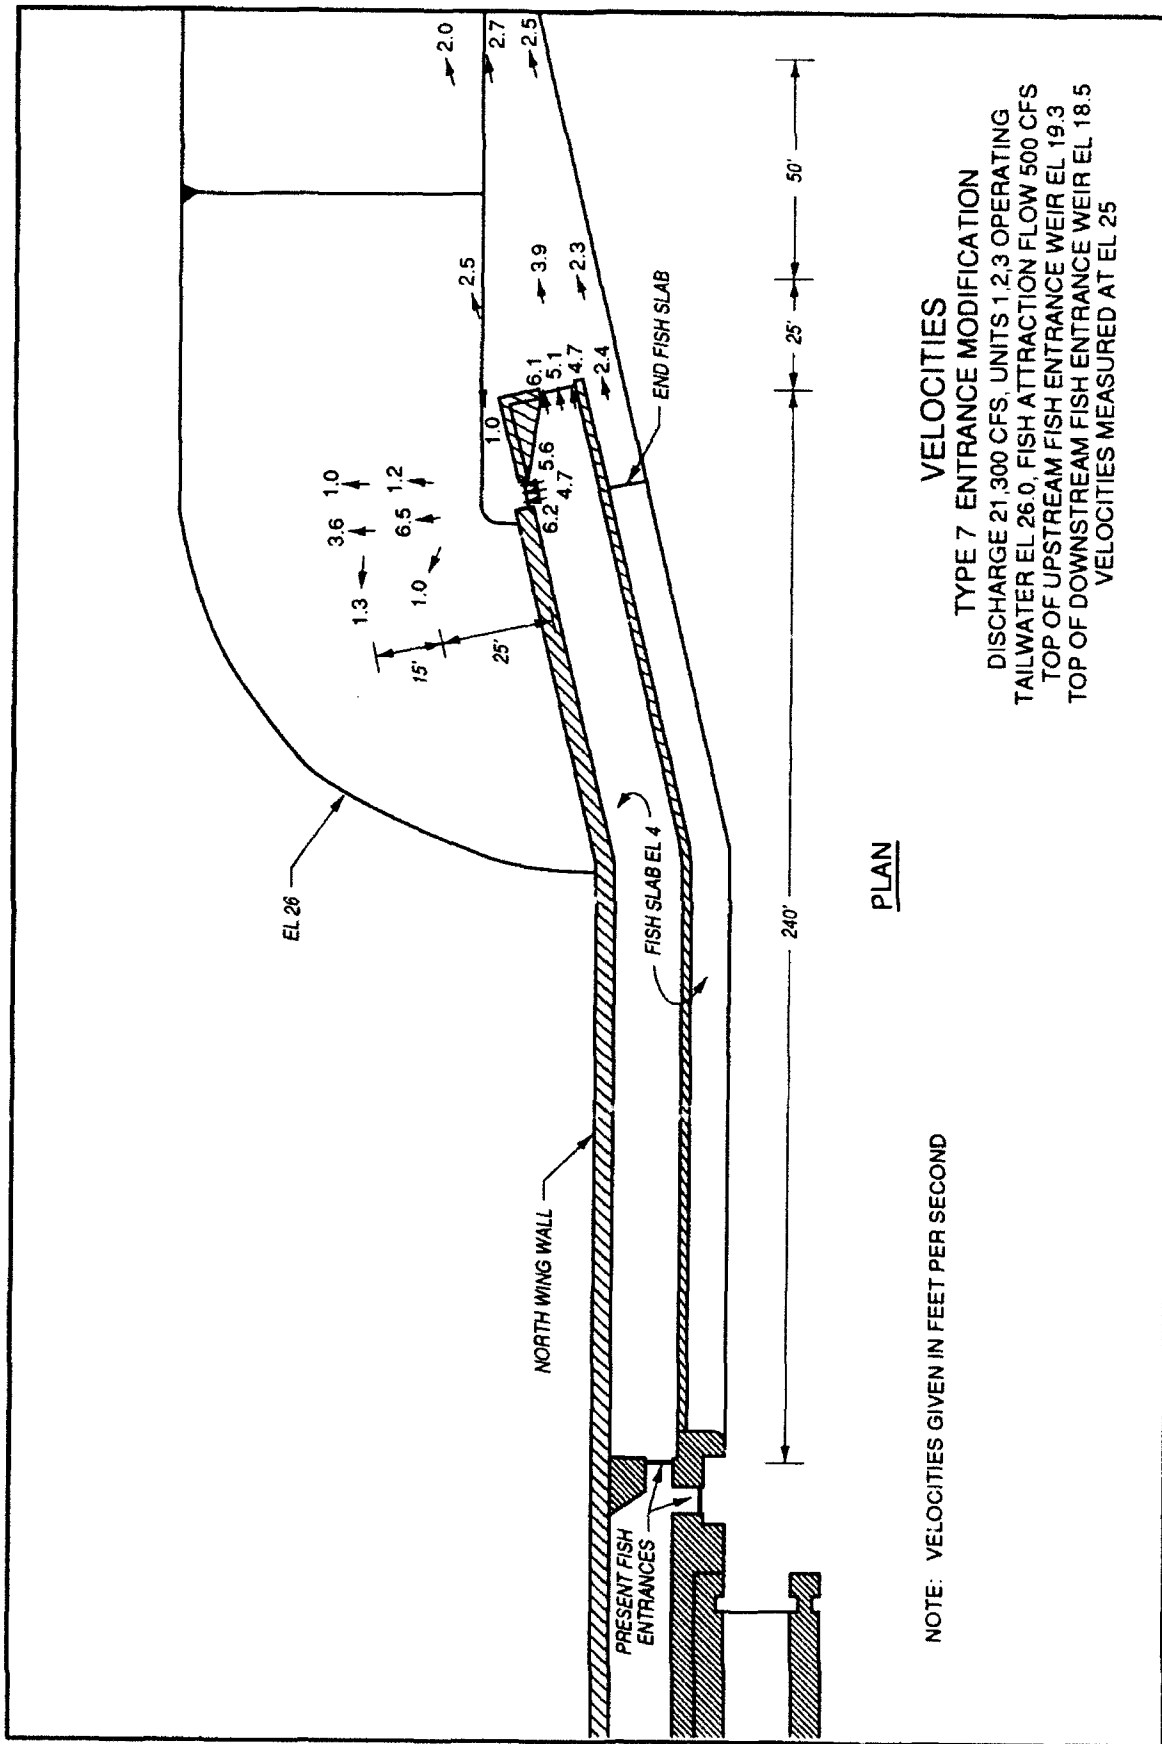 2.0
2.7
2.5
2.5
3.9
2.3
1.0
1.2
3.6
6.5
1.3
1.0
15'
25'
1.0
6.1
5.1
4.7
2.4
5.6
4.7
6.2
EL 26
NORTH WING WALL
FISH SLAB EL 4
END FISH SLAB
PRESENT FISH
ENTRANCES
240'
25'
50'
PLAN
VELOCITIES
TYPE 7 ENTRANCE MODIFICATION
DISCHARGE 21,300 CFS, UNITS 1,2,3 OPERATING
TAILWATER EL 26.0, FISH ATTRACTION FLOW 500 CFS
TOP OF UPSTREAM FISH ENTRANCE WEIR EL 19.3
TOP OF DOWNSTREAM FISH ENTRANCE WEIR EL 18.5
VELOCITIES MEASURED AT EL 25
NOTE: VELOCITIES GIVEN IN FEET PER SECOND